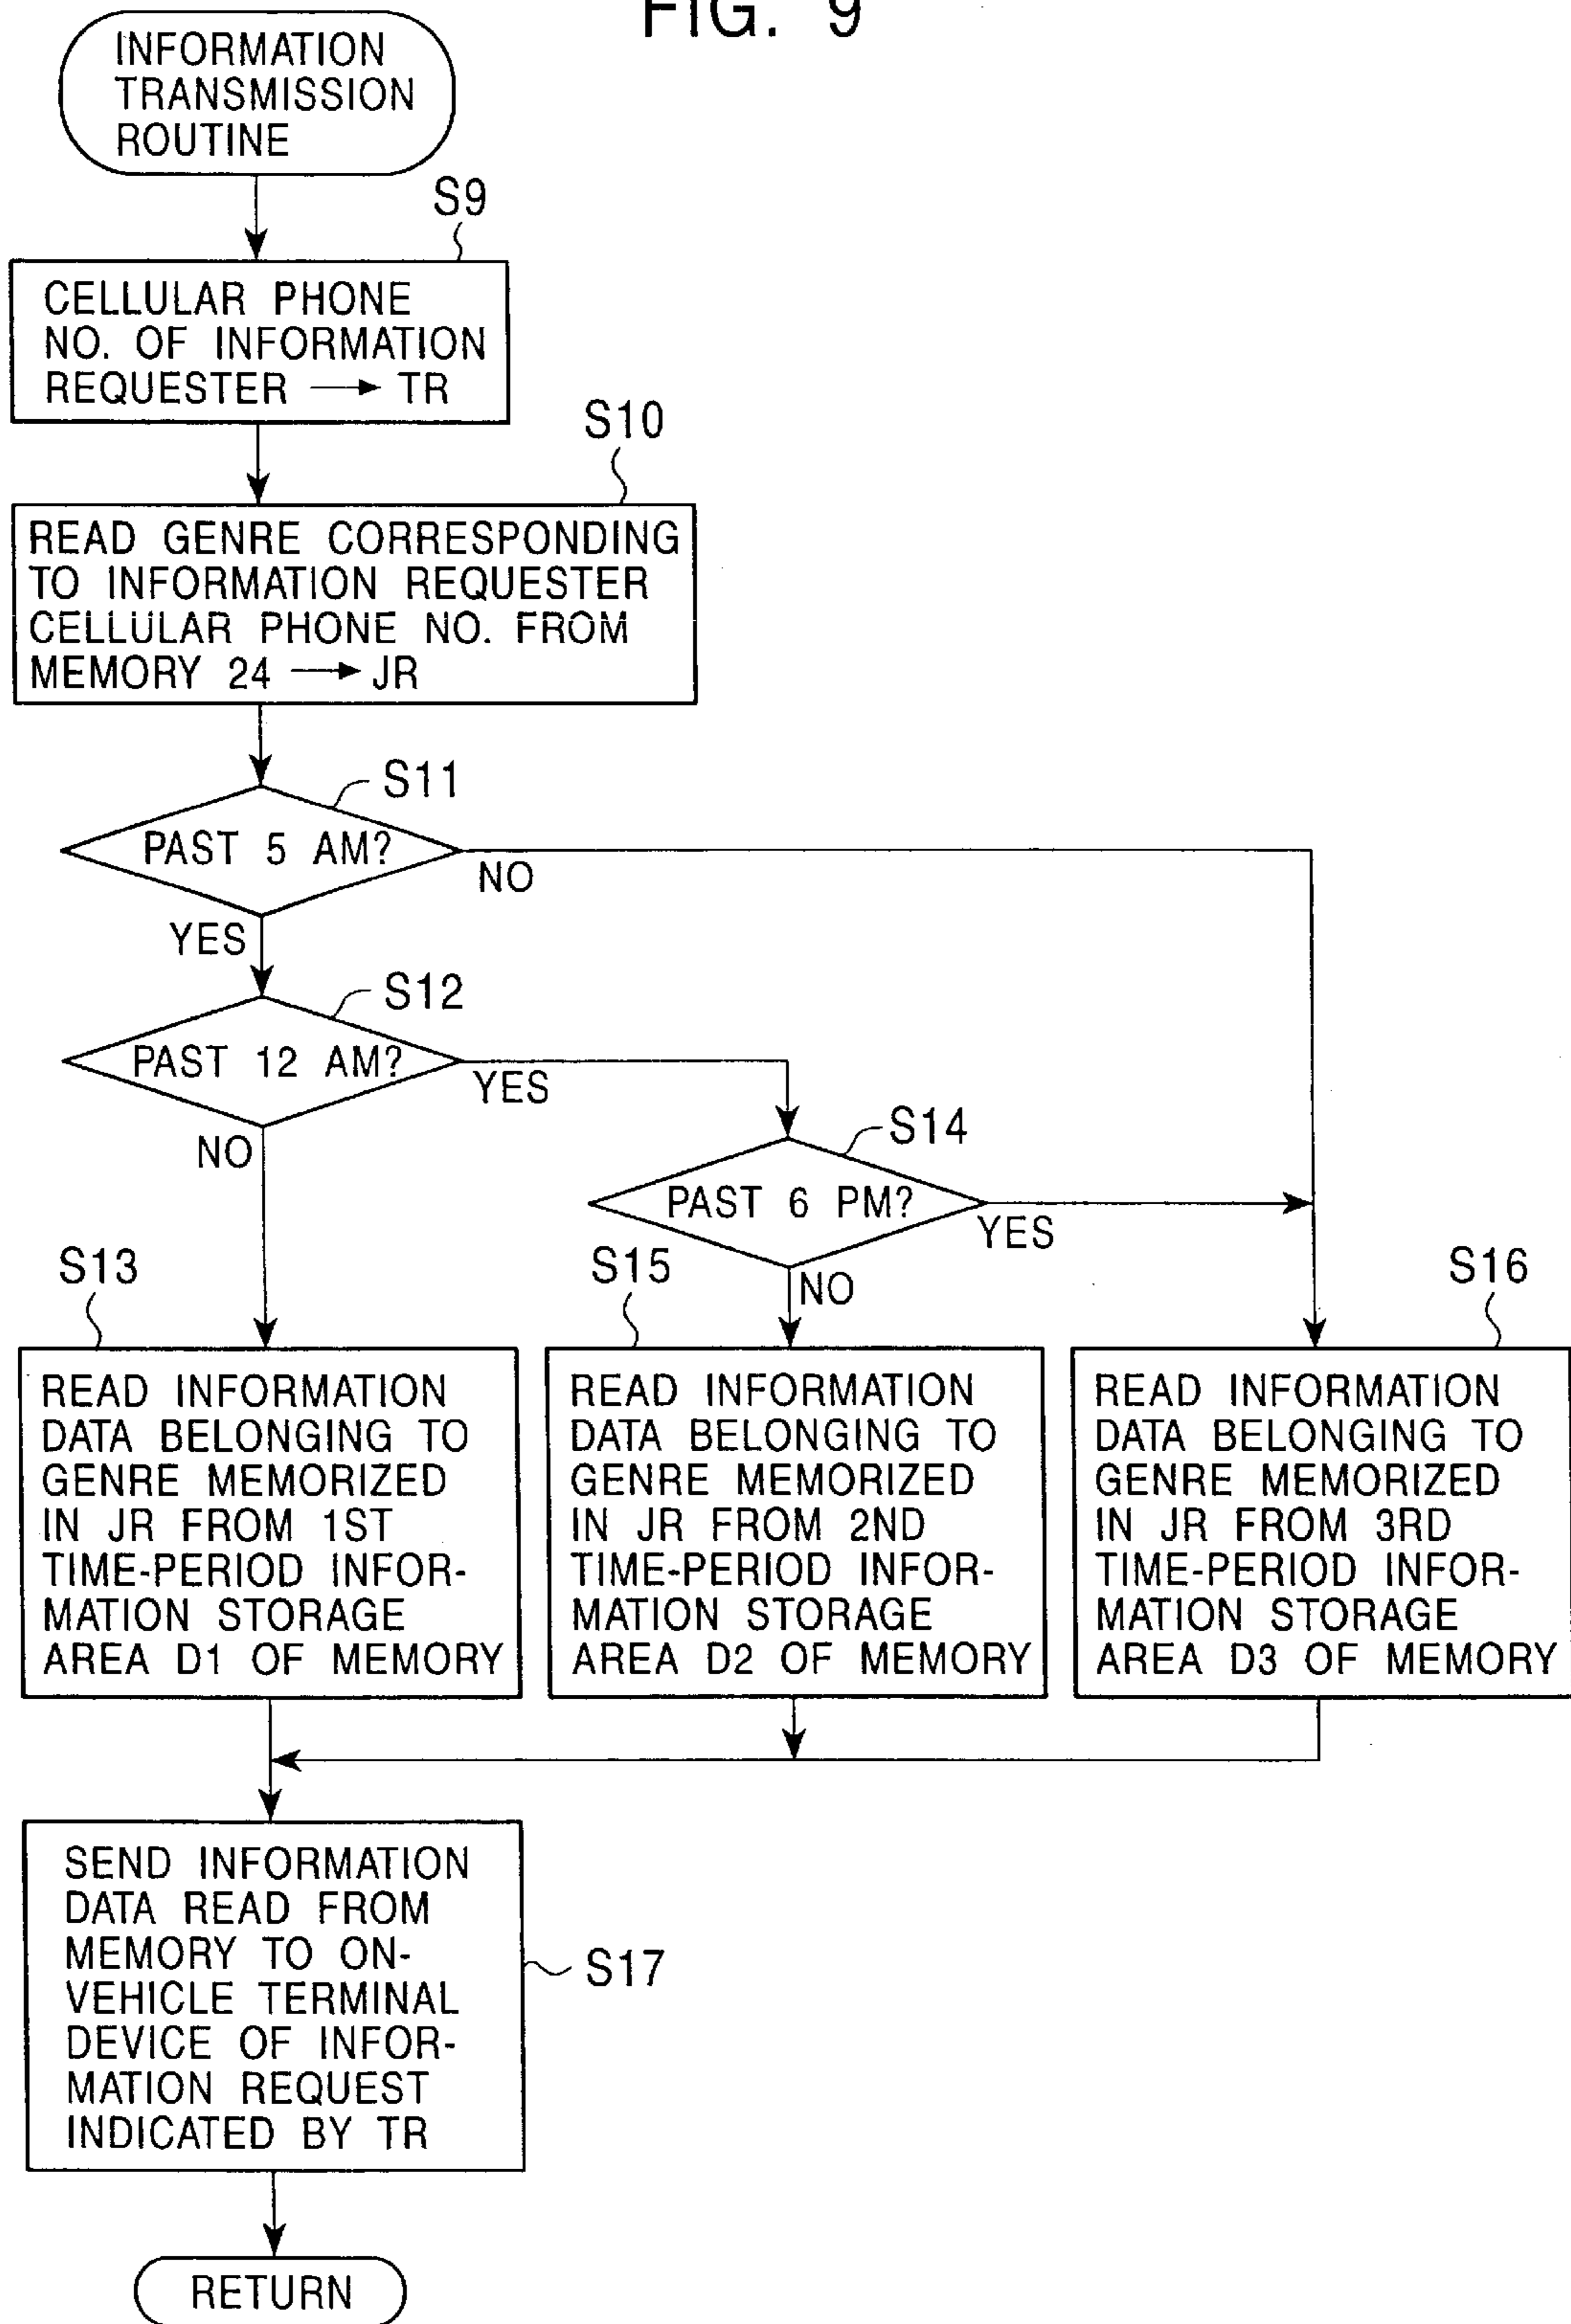 FIG. 9
INFORMATION
TRANSMISSION
ROUTINE
S9
CELLULAR PHONE
NO. OF INFORMATION
REQUESTER → TR
S10
READ GENRE CORRESPONDING
TO INFORMATION REQUESTER
CELLULAR PHONE NO. FROM
MEMORY 24 → JR
S11
PAST 5 AM?
NO
YES
S12
PAST 12 AM?
YES
NO
S14
PAST 6 PM?
YES
NO
S13
READ INFORMATION
DATA BELONGING TO
GENRE MEMORIZED
IN JR FROM 1ST
TIME-PERIOD INFOR-
MATION STORAGE
AREA D1 OF MEMORY
S15
READ INFORMATION
DATA BELONGING TO
GENRE MEMORIZED
IN JR FROM 2ND
TIME-PERIOD INFOR-
MATION STORAGE
AREA D2 OF MEMORY
S16
READ INFORMATION
DATA BELONGING TO
GENRE MEMORIZED
IN JR FROM 3RD
TIME-PERIOD INFOR-
MATION STORAGE
AREA D3 OF MEMORY
SEND INFORMATION
DATA READ FROM
MEMORY TO ON-
VEHICLE TERMINAL
DEVICE OF INFOR-
MATION REQUEST
INDICATED BY TR
S17
RETURN